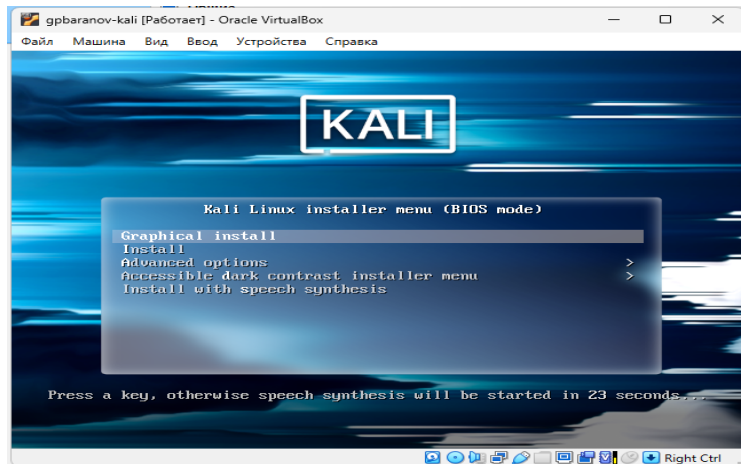 gpbaranov-kali [Работает] - Oracle VirtualBox
Файл Машина Вид Ввод Устройства Справка
KALI
Kali Linux installer menu (BIOS mode)
Graphical install
Install
Advanced options >
Accessible dark contrast installer menu >
Install with speech synthesis
Press a key, otherwise speech synthesis will be started in 23 seconds...
Right Ctrl